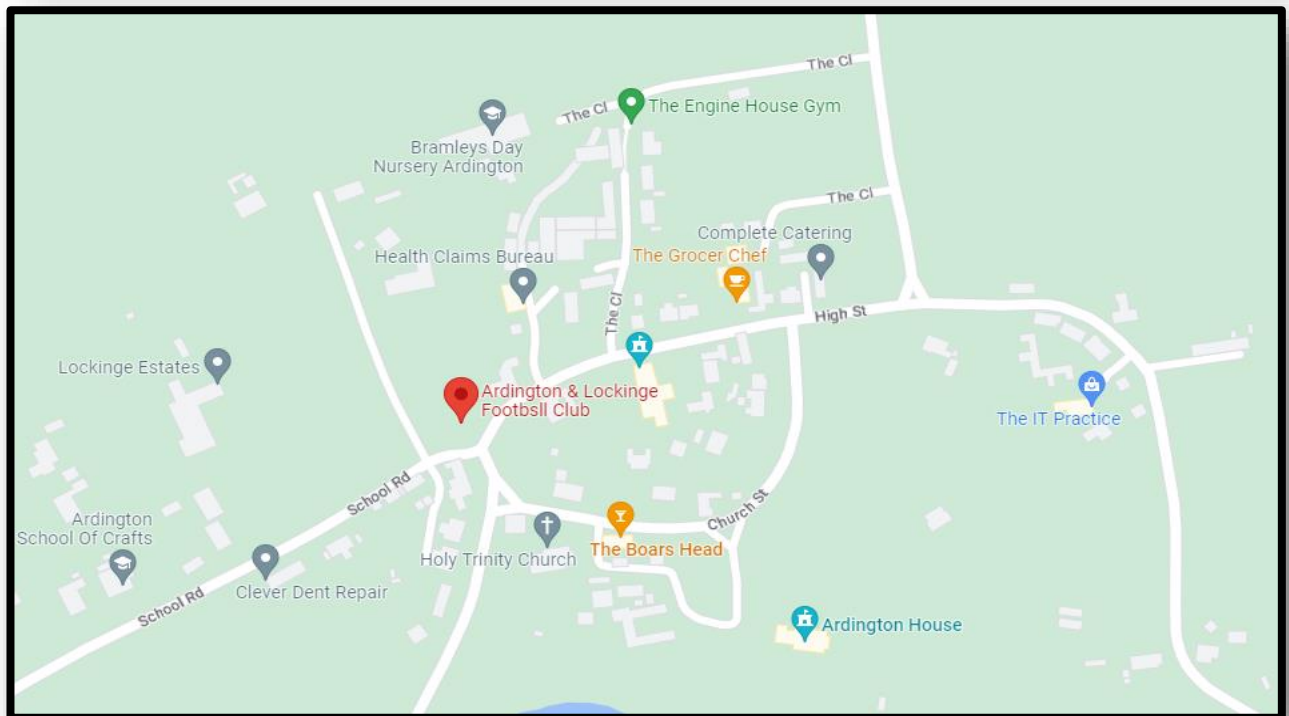 The Cl
The Cl
The Engine House Gym
Bramleys Day
Nursery Ardington
The Cl
Complete Catering
Health Claims Bureau
The Grocer Chef
The Cl
High St
Lockinge Estates
Ardington & Lockinge
Footbsll Club
The IT Practice
School Rd
Church St
Ardington
School Of Crafts
The Boars Head
Holy Trinity Church
Clever Dent Repair
School Rd
Ardington House